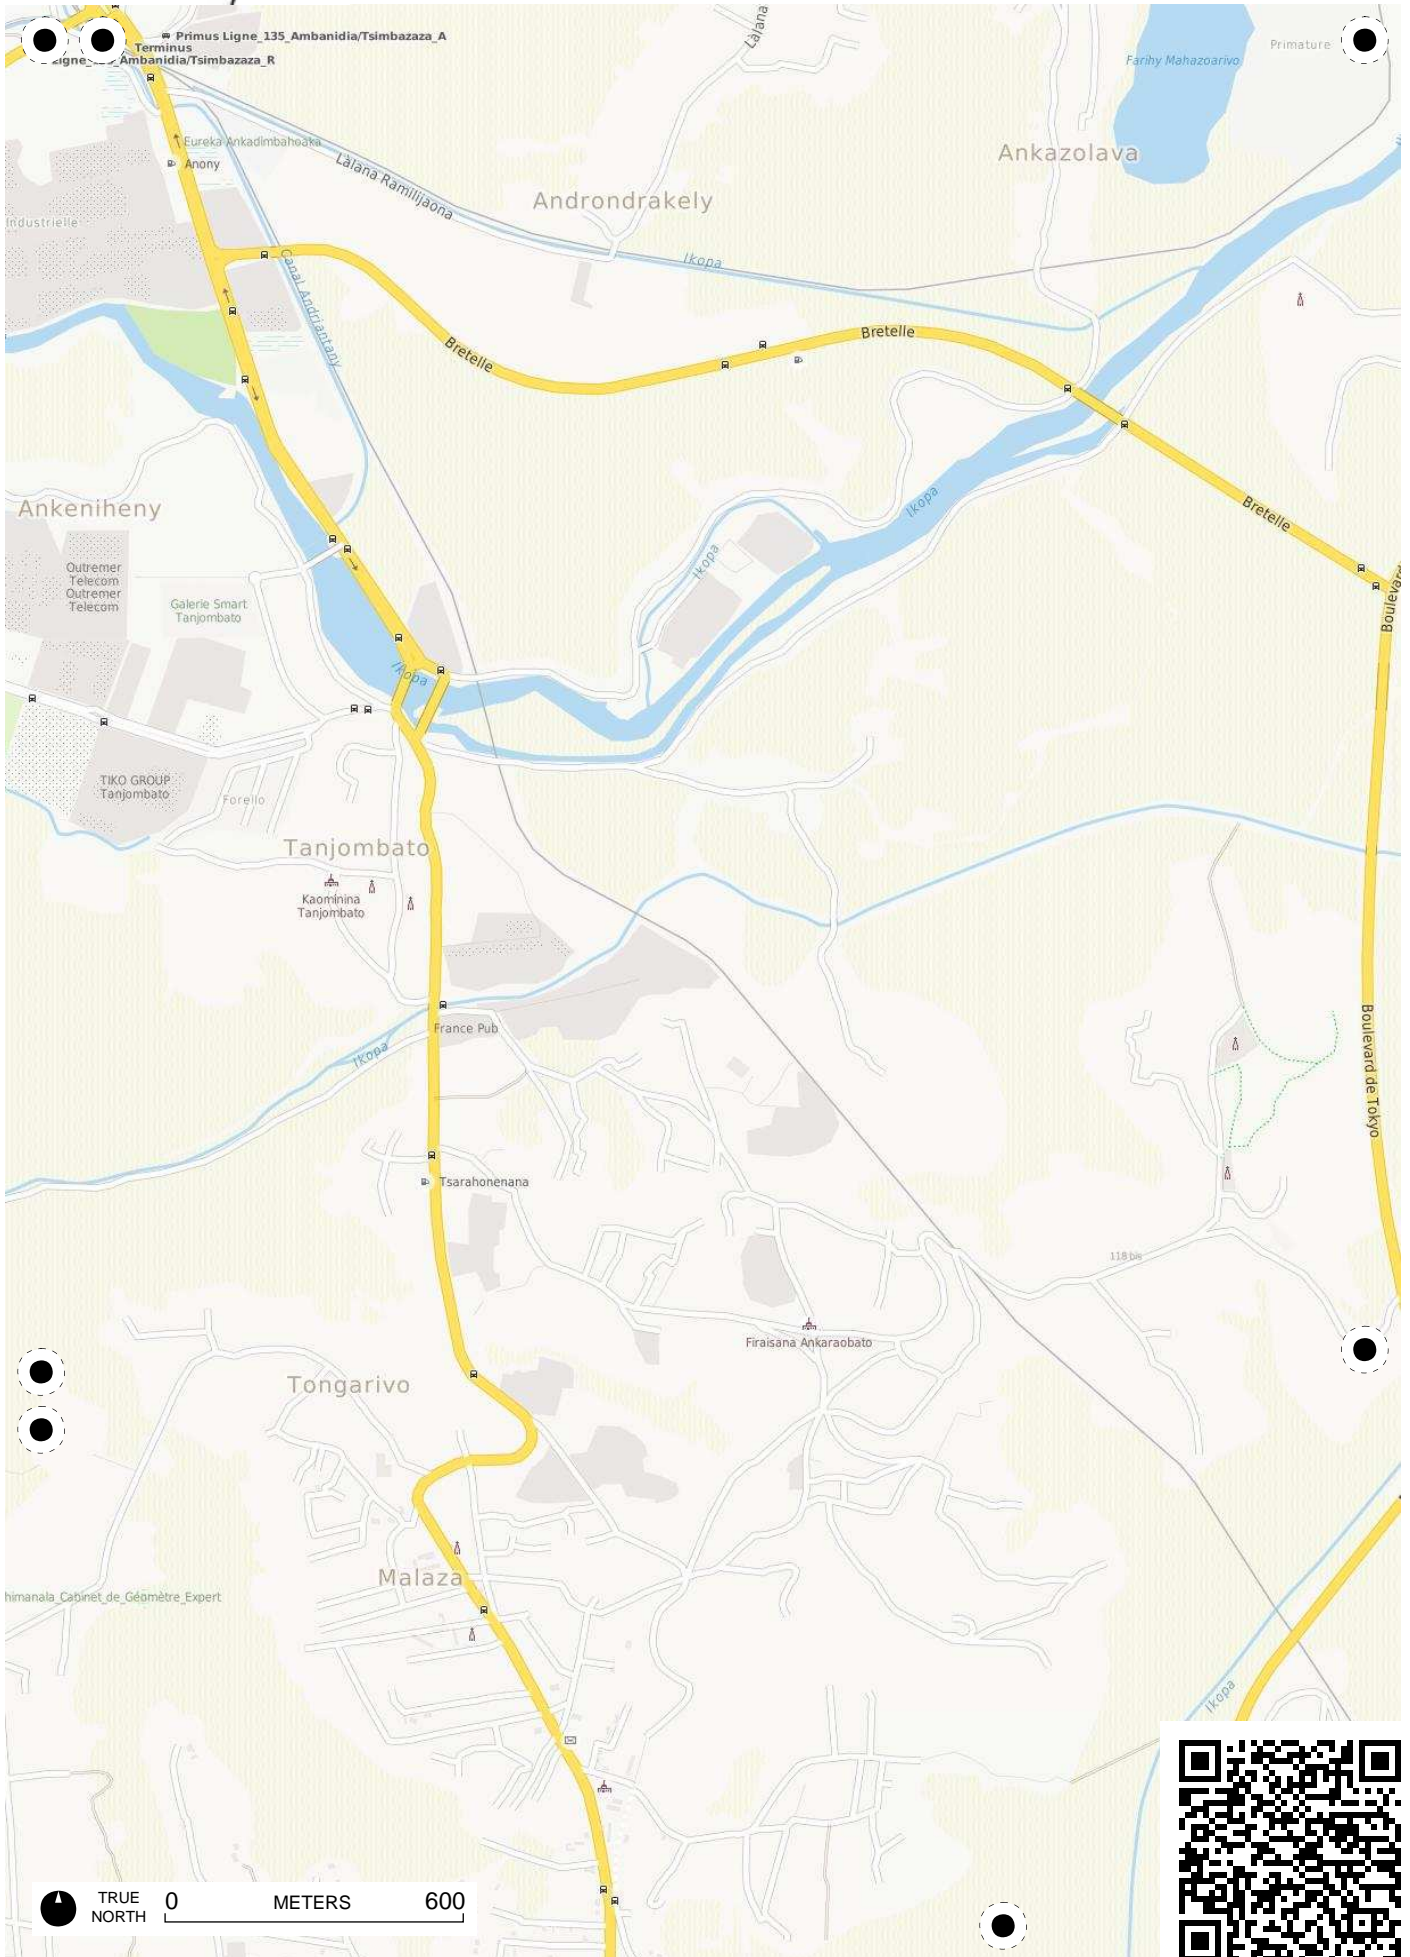 Primus Ligne_135_Ambanidia/Tsimbazaza_A
Terminus
Ambanidia/Tsimbazaza_R
Làlana
Primature
Farihy Mahazoarivo
Eureka Ankadimbahoaka
Anony
Làlana Ramilijaona
Ankazolava
Androndrakely
Industrielle
Ikopa
Canal Andriantany
Bretelle
Bretelle
Ikopa
Bretelle
Ankeniheny
Outremer
Telecom
Outremer
Telecom
Ikopa
Galerie Smart
Tanjombato
Boulevard
Ikopa
TIKO GROUP
Tanjombato
Forello
Tanjombato
Kaominina
Tanjombato
France Pub
Ikopa
Boulevard de Tokyo
Tsarahonenana
118 bis
Firaisana Ankaraobato
Tongarivo
Malaza
himanala_Cabinet_de_Géomètre_Expert
Ikopa
TRUE
NORTH
0 METERS 600